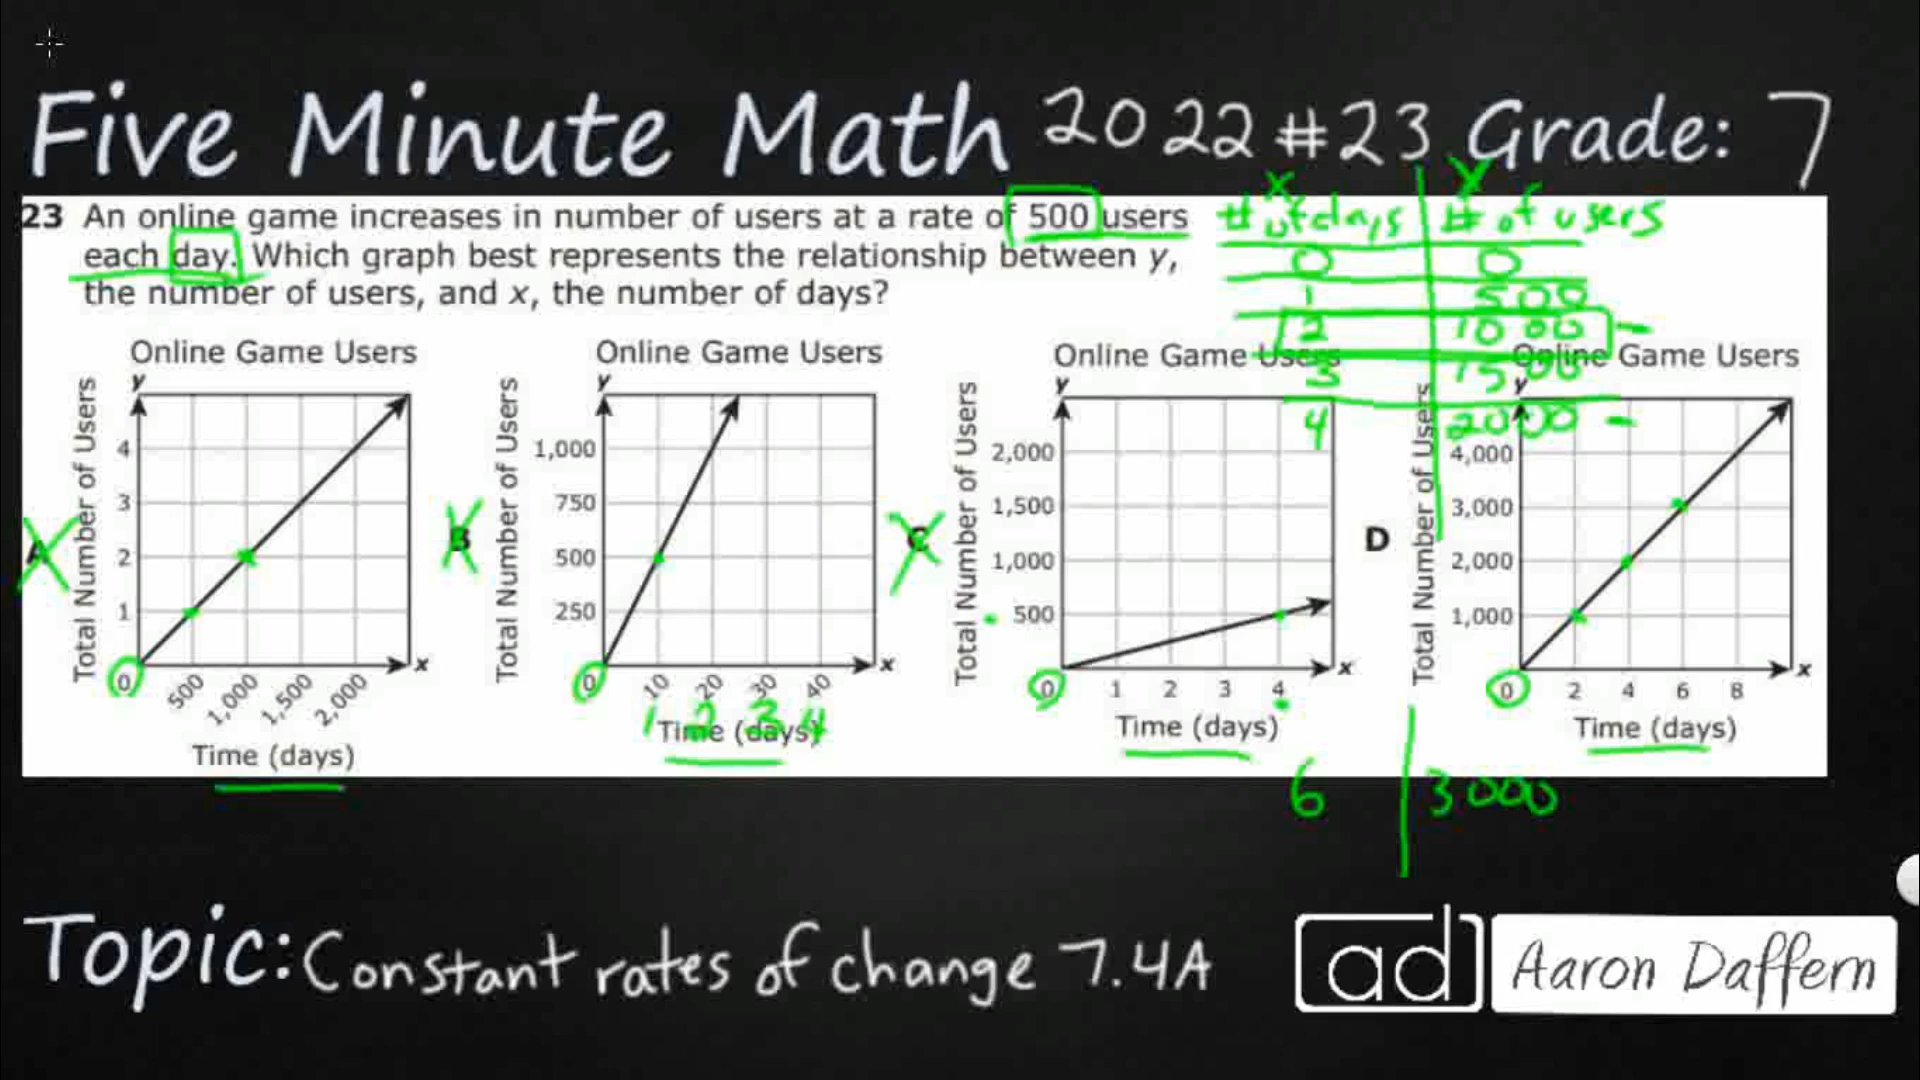 Five Minute Math 2022 #23 Grade: 7
23 An online game increases in number of users at a rate of 500 users
each day. Which graph best represents the relationship between y,
the number of users, and x, the number of days?
x y
# of days # of users
0 0
1 500
2 1000
3 1500
4 2000
6 3000
A
Online Game Users
Total Number of Users
y
4
3
2
1
0
500 1,000 1,500 2,000
x
Time (days)
B
Online Game Users
Total Number of Users
y
1,000
750
500
250
0
10 20 30 40
x
1 2 3 4
Time (days)
C
Online Game Users
Total Number of Users
y
2,000
1,500
1,000
500
0 1 2 3 4
x
Time (days)
D
Online Game Users
Total Number of Users
y
4,000
3,000
2,000
1,000
0 2 4 6 8
x
Time (days)
Topic: Constant rates of change 7.4A
ad Aaron Daffern